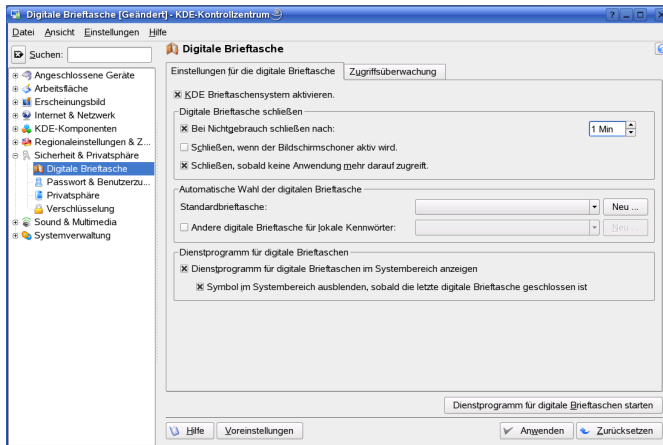 Digitale Brieftasche [Geändert] - KDE-Kontrollzentrum
Datei Ansicht Einstellungen Hilfe
Suchen:
Angeschlossene Geräte
Arbeitsfläche
Erscheinungsbild
Internet & Netzwerk
KDE-Komponenten
Regionaleinstellungen & Z...
Sicherheit & Privatsphäre
Digitale Brieftasche
Passwort & Benutzerzu...
Privatsphäre
Verschlüsselung
Sound & Multimedia
Systemverwaltung
Digitale Brieftasche
Einstellungen für die digitale Brieftasche Zugriffsüberwachung
KDE Brieftaschensystem aktivieren.
Digitale Brieftasche schließen
Bei Nichtgebrauch schließen nach: 1 Min
Schließen, wenn der Bildschirmschoner aktiv wird.
Schließen, sobald keine Anwendung mehr darauf zugreift.
Automatische Wahl der digitalen Brieftasche
Standardbrieftasche: Neu ...
Andere digitale Brieftasche für lokale Kennwörter: Neu ...
Dienstprogramm für digitale Brieftaschen
Dienstprogramm für digitale Brieftaschen im Systembereich anzeigen
Symbol im Systembereich ausblenden, sobald die letzte digitale Brieftasche geschlossen ist
Dienstprogramm für digitale Brieftaschen starten
Hilfe Voreinstellungen Anwenden Zurücksetzen